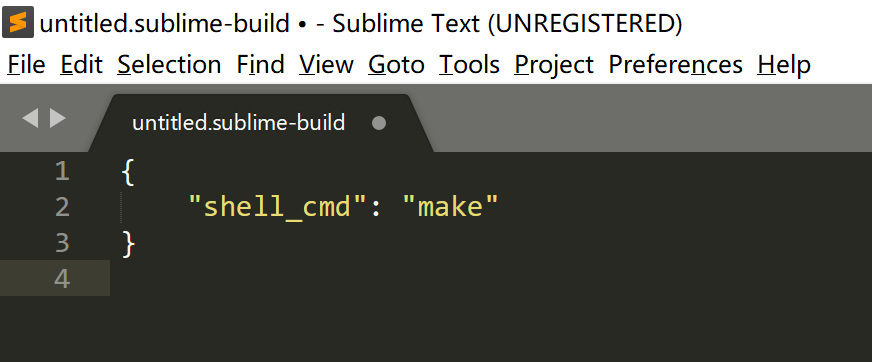 untitled.sublime-build • - Sublime Text (UNREGISTERED)
File Edit Selection Find View Goto Tools Project Preferences Help
untitled.sublime-build
1 {
2 "shell_cmd": "make"
3 }
4